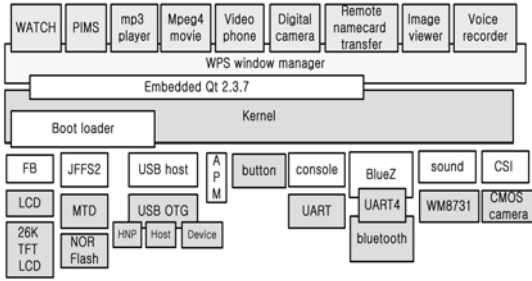 WATCH
PIMS
mp3
player
Mpeg4
movie
Video
phone
Digital
camera
Remote
namecard
transfer
Image
viewer
Voice
recorder
WPS window manager
Embedded Qt 2.3.7
Kernel
Boot loader
FB
JFFS2
USB host
A
P
M
button
console
BlueZ
sound
CSI
LCD
MTD
USB OTG
UART
UART4
WM8731
CMOS
camera
26K
TFT
LCD
NOR
Flash
HNP
Host
Device
bluetooth